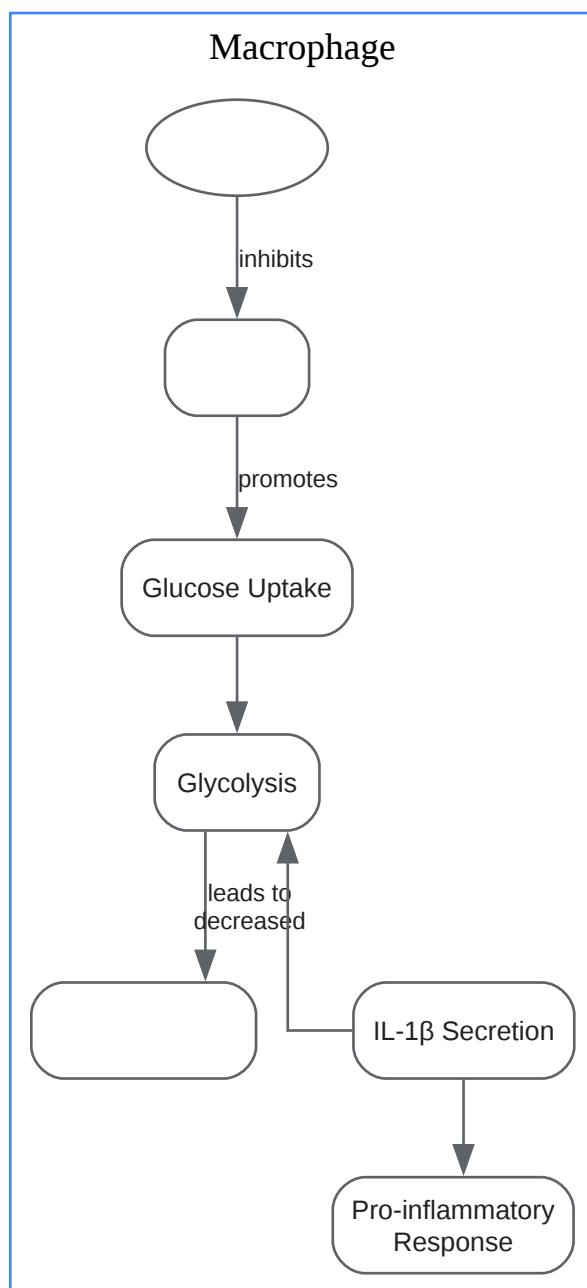 Macrophage
inhibits
promotes
Glucose Uptake
Glycolysis
leads to
decreased
IL-1β Secretion
Pro-inflammatory
Response